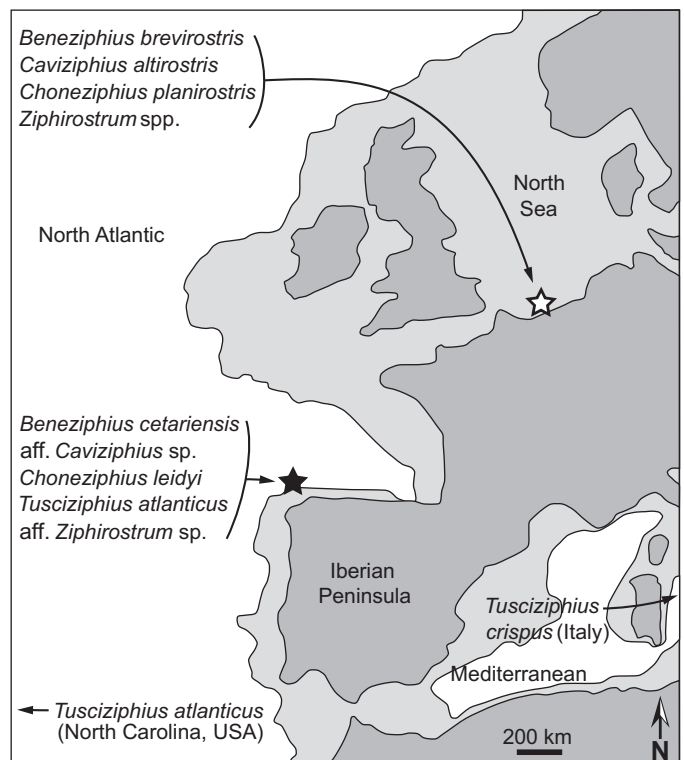 Beneziphius brevirostris
Caviziphius altirostris
Choneziphius planirostris
Ziphirostrum spp.
North
Sea
North Atlantic
Beneziphius cetariensis
aff. Caviziphius sp.
Choneziphius leidyi
Tusciziphius atlanticus
aff. Ziphirostrum sp.
Iberian
Peninsula
Tusciziphius
crispus (Italy)
Mediterranean
Tusciziphius atlanticus
(North Carolina, USA)
200 km
N